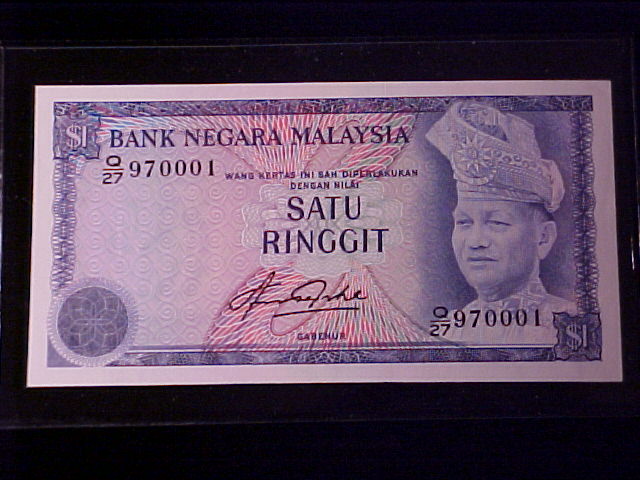 $1
BANK NEGARA MALAYSIA
Q/27 970001
WANG KERTAS INI SAH DIPERLAKUKAN
DENGAN NILAI
SATU
RINGGIT
GABENUR
Q/27 970001
$1